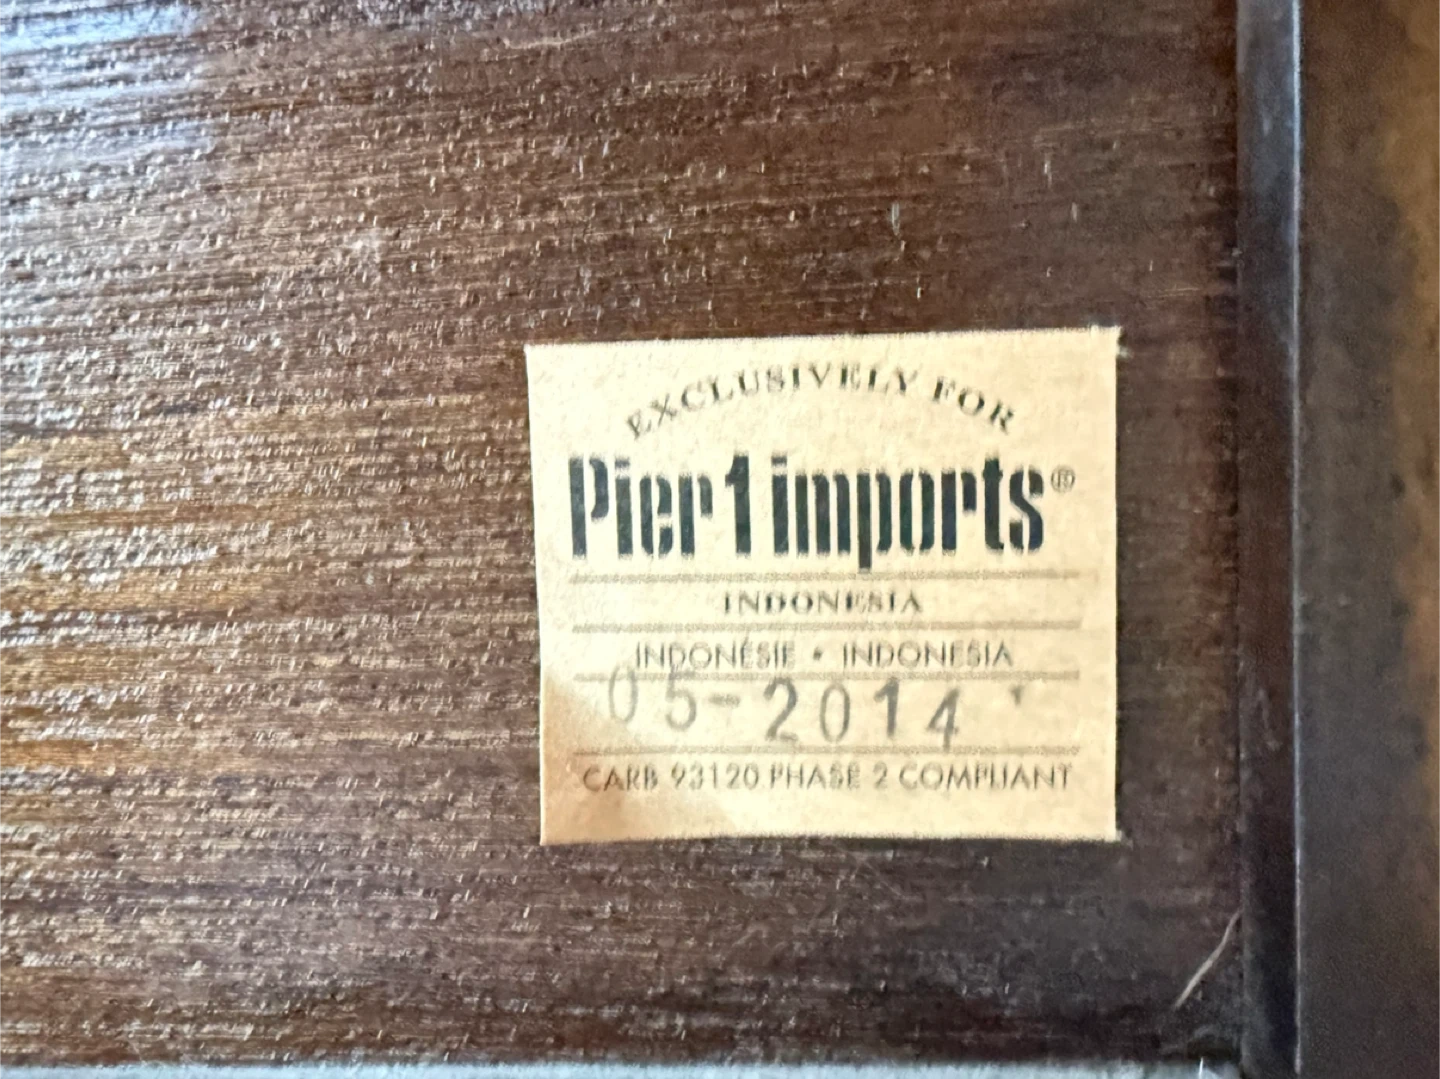 EXCLUSIVELY FOR
Pier 1 imports®
INDONESIA
INDONÉSIE • INDONESIA
05-2014
CARB 93120 PHASE 2 COMPLIANT